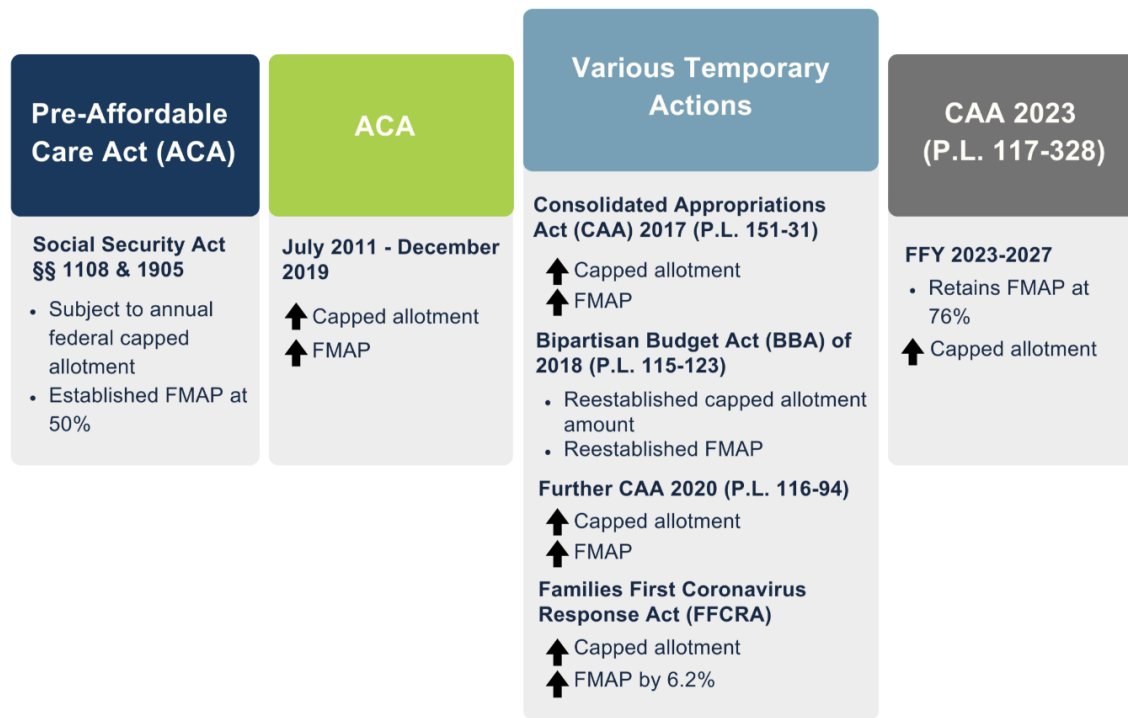 Pre-Affordable
Care Act (ACA)
Social Security Act
§§ 1108 & 1905
• Subject to annual
federal capped
allotment
• Established FMAP at
50%
ACA
July 2011 - December
2019
Capped allotment
FMAP
Various Temporary
Actions
Consolidated Appropriations
Act (CAA) 2017 (P.L. 151-31)
Capped allotment
FMAP
Bipartisan Budget Act (BBA) of
2018 (P.L. 115-123)
• Reestablished capped allotment
amount
• Reestablished FMAP
Further CAA 2020 (P.L. 116-94)
Capped allotment
FMAP
Families First Coronavirus
Response Act (FFCRA)
Capped allotment
FMAP by 6.2%
CAA 2023
(P.L. 117-328)
FFY 2023-2027
• Retains FMAP at
76%
Capped allotment